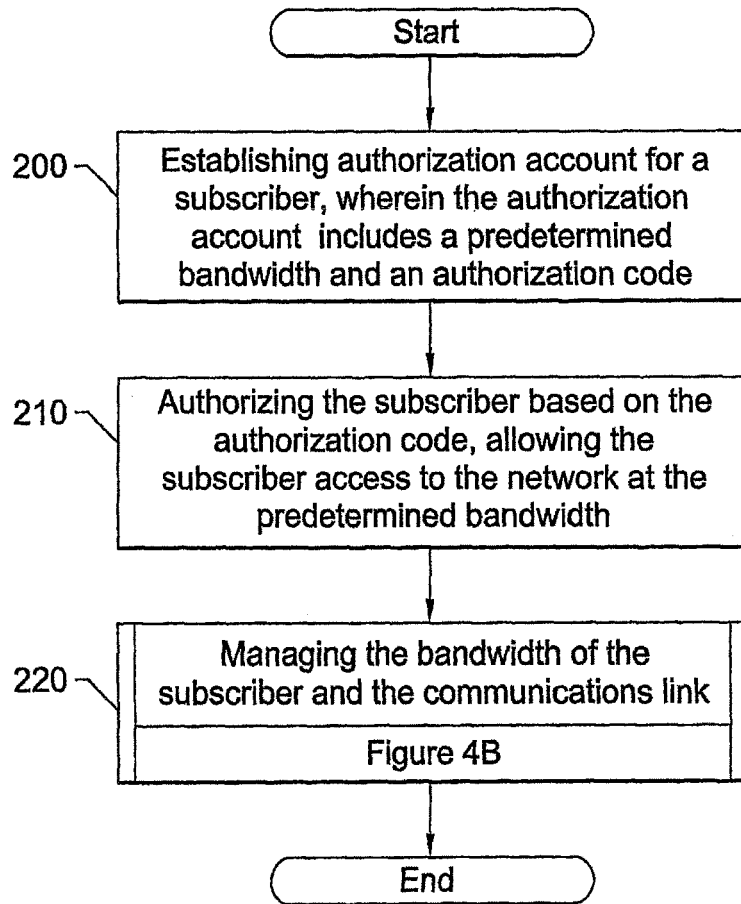 Start
200
Establishing authorization account for a
subscriber, wherein the authorization
account includes a predetermined
bandwidth and an authorization code
210
Authorizing the subscriber based on the
authorization code, allowing the
subscriber access to the network at the
predetermined bandwidth
220
Managing the bandwidth of the
subscriber and the communications link
Figure 4B
End